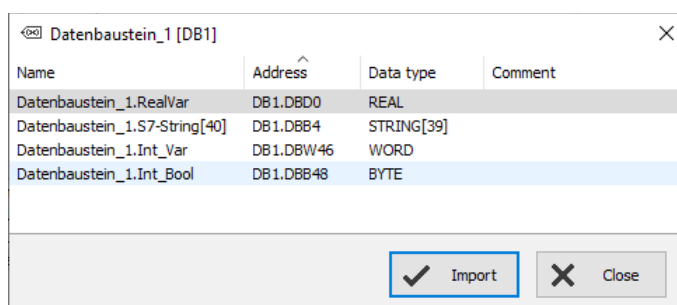 Datenbaustein_1 [DB1]
Name Address Data type Comment
Datenbaustein_1.RealVar DB1.DBD0 REAL
Datenbaustein_1.S7-String[40] DB1.DBB4 STRING[39]
Datenbaustein_1.Int_Var DB1.DBW46 WORD
Datenbaustein_1.Int_Bool DB1.DBB48 BYTE
Import Close